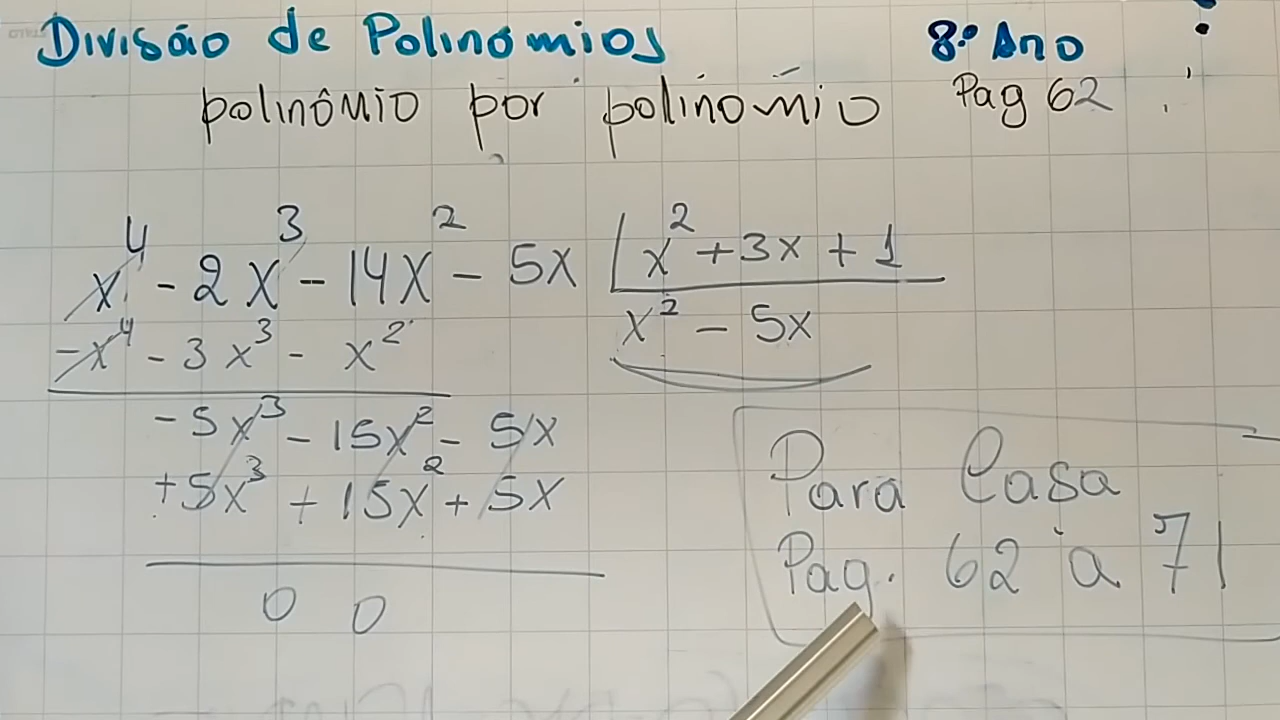 Divisão de Polinomios 8º Ano
polinômio por polinomio Pag 62
x⁴ - 2x³ - 14x² - 5x | x² + 3x + 1
-x⁴ - 3x³ - x² x² - 5x
-5x³ - 15x² - 5x
+5x³ + 15x² + 5x
0 0
Para Casa
Pag. 62 a 71